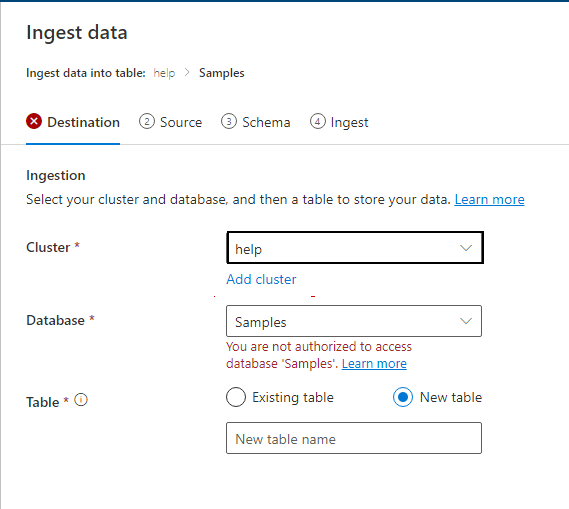 Ingest data
Ingest data into table: help > Samples
Destination 2 Source 3 Schema 4 Ingest
Ingestion
Select your cluster and database, and then a table to store your data. Learn more
Cluster * help
Add cluster
Database * Samples
You are not authorized to access
database 'Samples'. Learn more
Table * Existing table New table
New table name